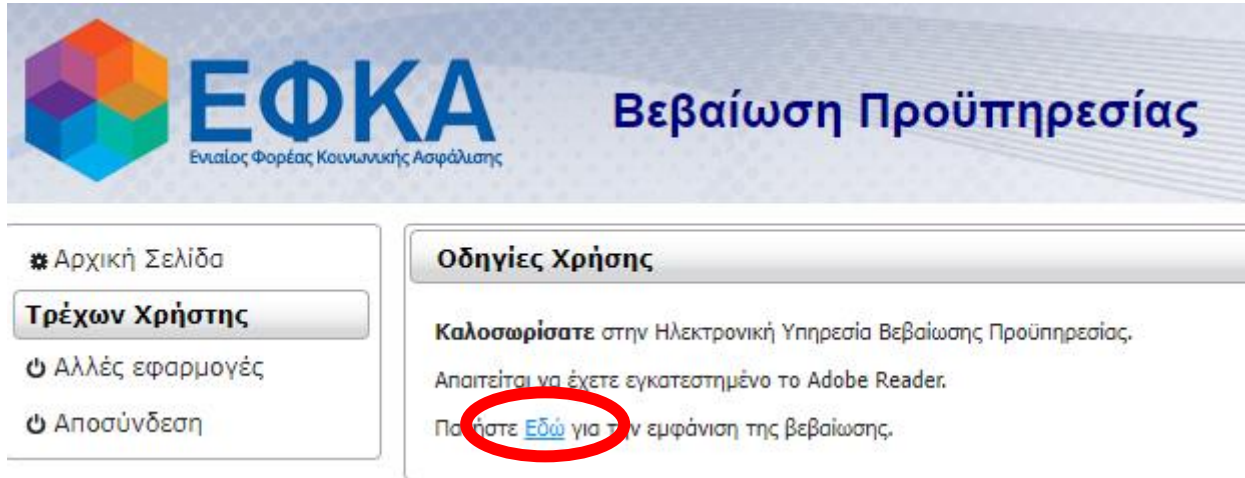 ΕΦΚΑ
Ενιαίος Φορέας Κοινωνικής Ασφάλισης
Βεβαίωση Προϋπηρεσίας
Αρχική Σελίδα
Τρέχων Χρήστης
Αλλές εφαρμογές
Αποσύνδεση
Οδηγίες Χρήσης
Καλοσωρίσατε στην Ηλεκτρονική Υπηρεσία Βεβαίωσης Προϋπηρεσίας.
Απαιτείται να έχετε εγκατεστημένο το Adobe Reader.
Πατήστε Εδώ για την εμφάνιση της βεβαίωσης.